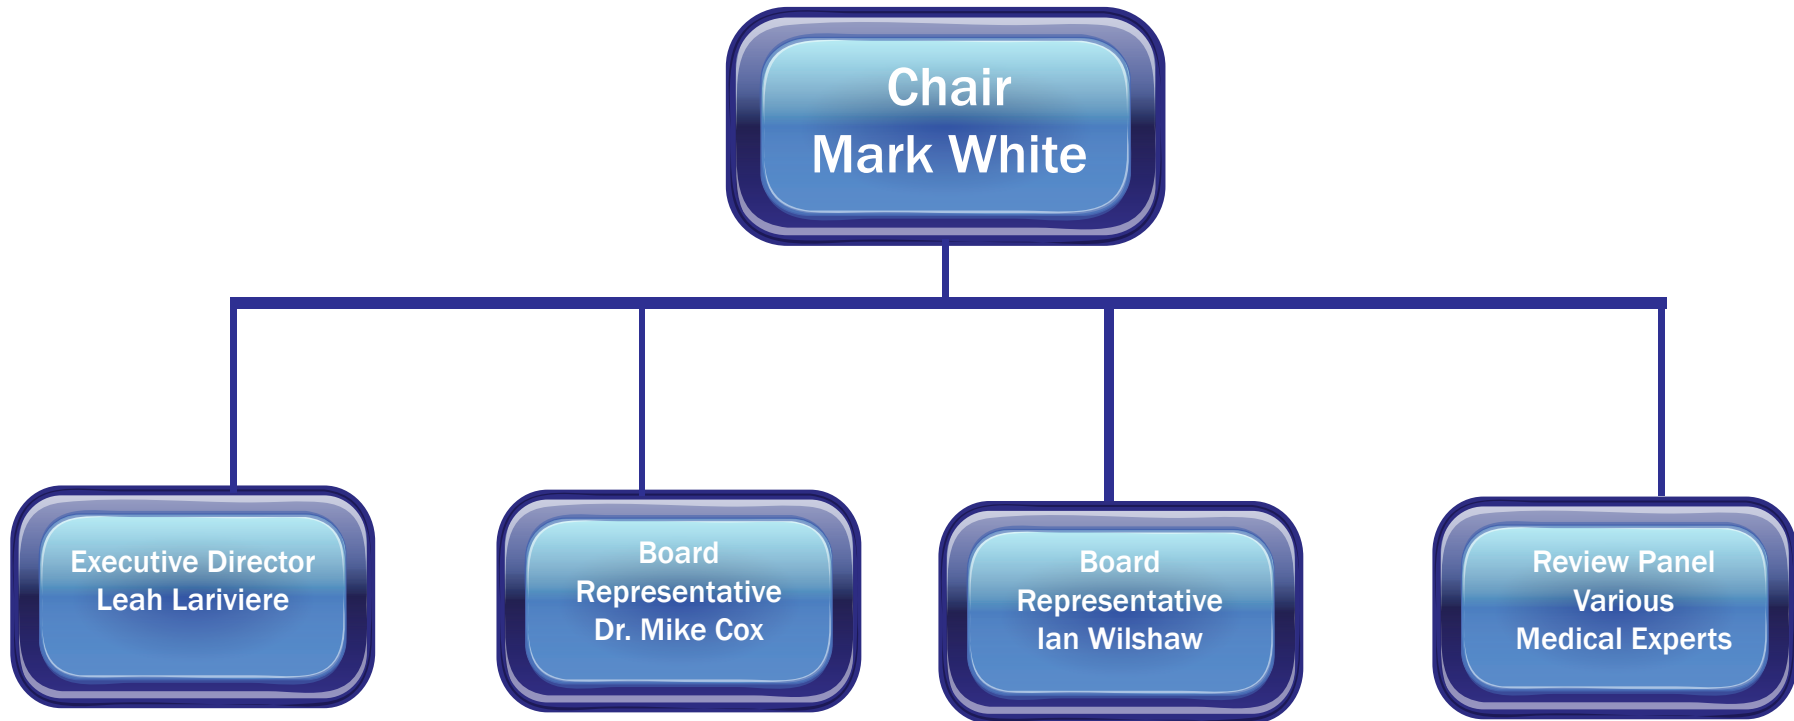 Chair
Mark White
Executive Director
Leah Lariviere
Board
Representative
Dr. Mike Cox
Board
Representative
Ian Wilshaw
Review Panel
Various
Medical Experts